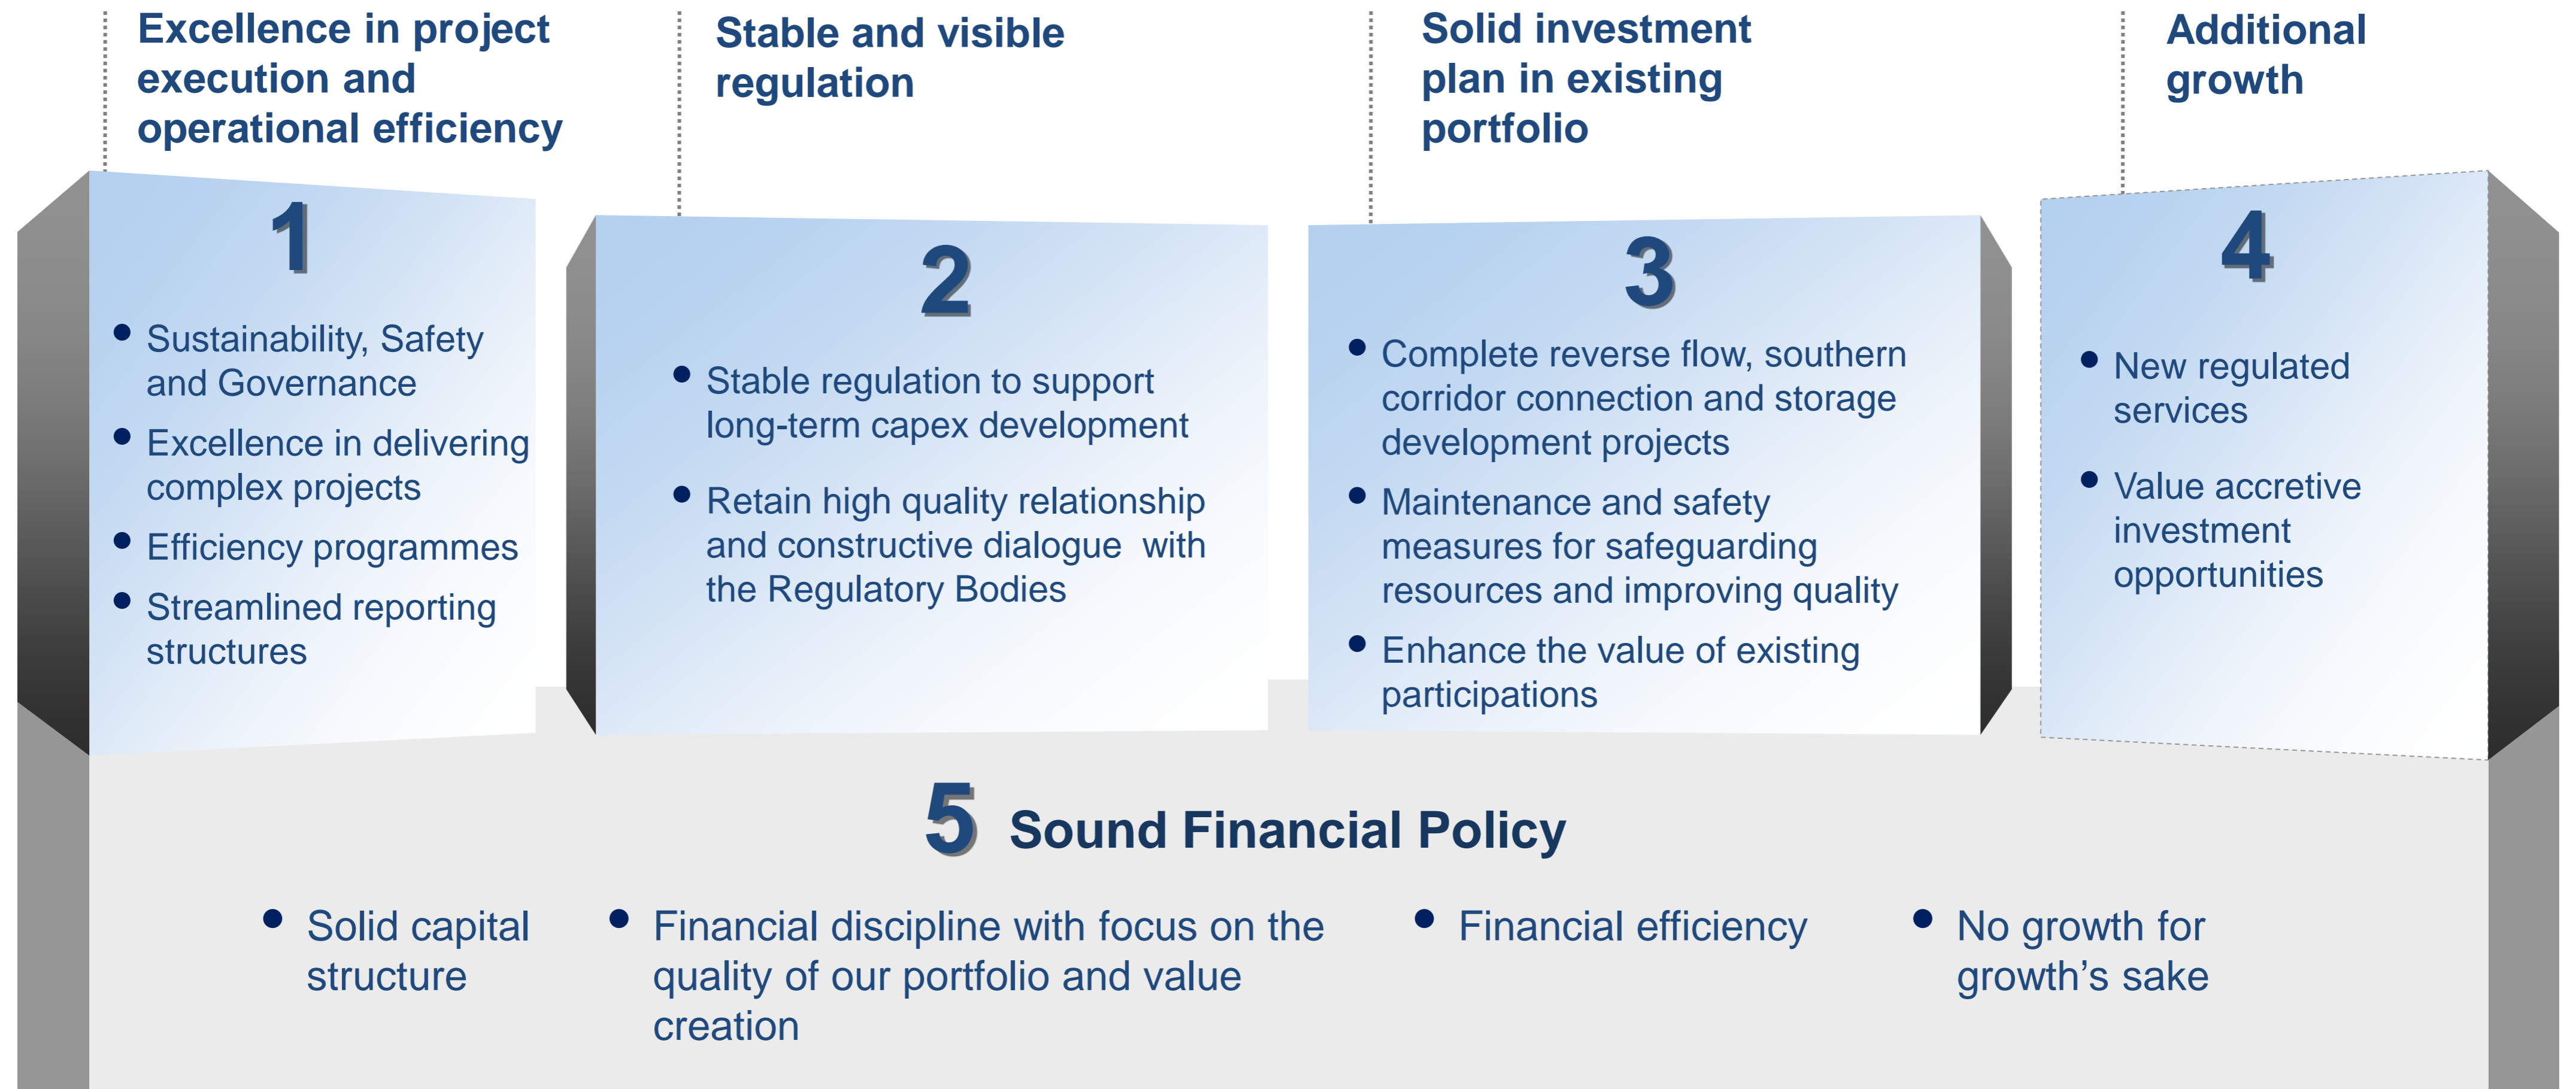 Excellence in project
execution and
operational efficiency
Stable and visible
regulation
Solid investment
plan in existing
portfolio
Additional
growth
1
Sustainability, Safety
and Governance
Excellence in delivering
complex projects
Efficiency programmes
Streamlined reporting
structures
2
Stable regulation to support
long-term capex development
Retain high quality relationship
and constructive dialogue  with
the Regulatory Bodies
3
Complete reverse flow, southern
corridor connection and storage
development projects
Maintenance and safety
measures for safeguarding
resources and improving quality
Enhance the value of existing
participations
4
New regulated
services
Value accretive
investment
opportunities
5 Sound Financial Policy
Solid capital
structure
Financial discipline with focus on the
quality of our portfolio and value
creation
Financial efficiency
No growth for
growth’s sake